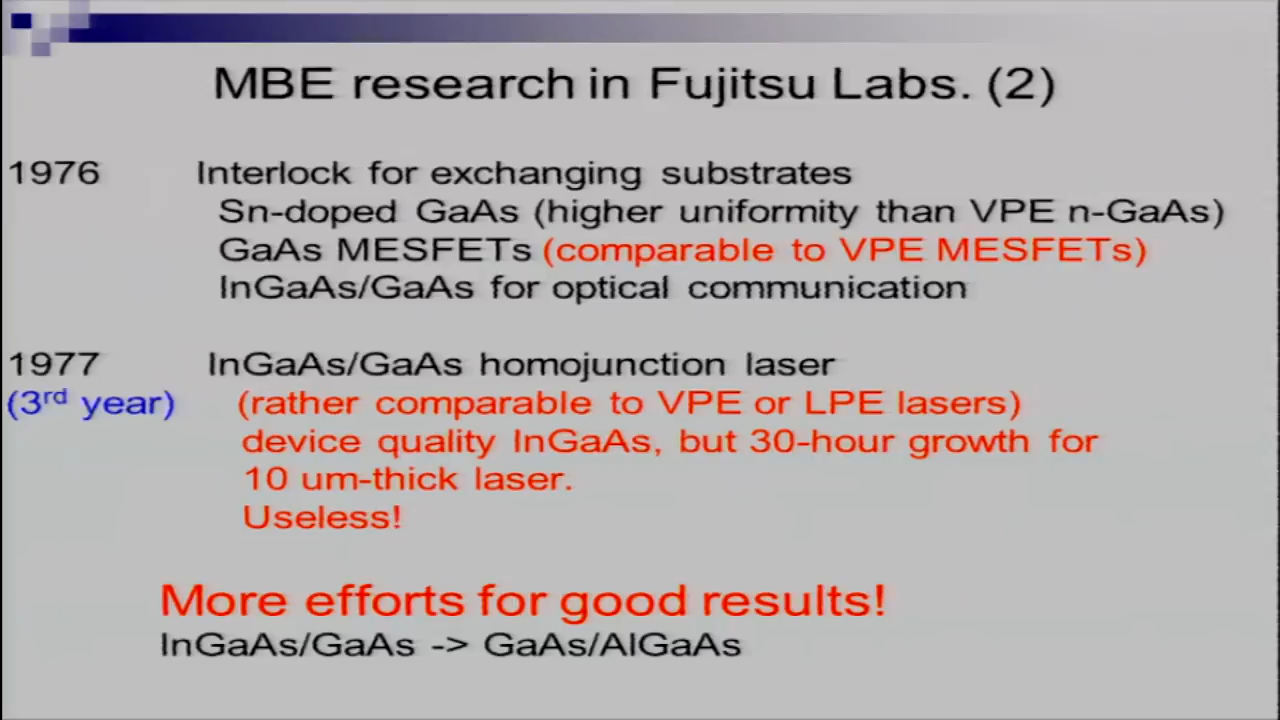 MBE research in Fujitsu Labs. (2)
1976 Interlock for exchanging substrates
Sn-doped GaAs (higher uniformity than VPE n-GaAs)
GaAs MESFETs (comparable to VPE MESFETs)
InGaAs/GaAs for optical communication
1977 InGaAs/GaAs homojunction laser
(3rd year) (rather comparable to VPE or LPE lasers)
device quality InGaAs, but 30-hour growth for
10 um-thick laser.
Useless!
More efforts for good results!
InGaAs/GaAs -> GaAs/AlGaAs